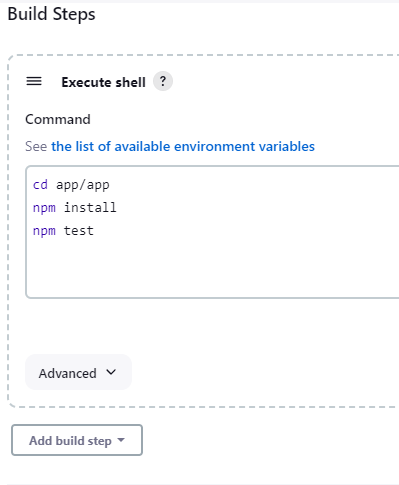 Build Steps
Execute shell ?
Command
See the list of available environment variables
cd app/app
npm install
npm test
Advanced
Add build step